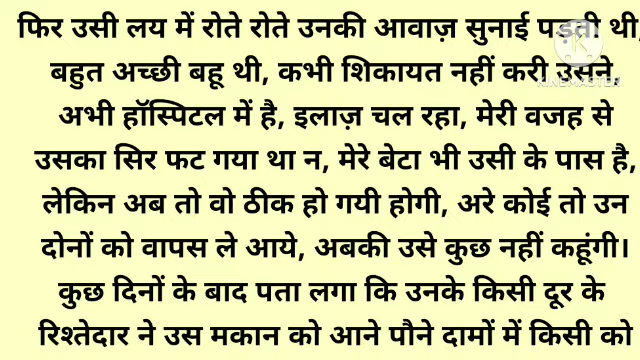 फिर उसी लय में रोते रोते उनकी आवाज़ सुनाई पड़ती थी,
बहुत अच्छी बहू थी, कभी शिकायत नहीं करी उसने,
KINEMASTER
अभी हॉस्पिटल में है, इलाज़ चल रहा, मेरी वजह से
उसका सिर फट गया था न, मेरे बेटा भी उसी के पास है,
लेकिन अब तो वो ठीक हो गयी होगी, अरे कोई तो उन
दोनों को वापस ले आये, अबकी उसे कुछ नहीं कहूंगी।
कुछ दिनों के बाद पता लगा कि उनके किसी दूर के
रिश्तेदार ने उस मकान को आने पौने दामों में किसी को